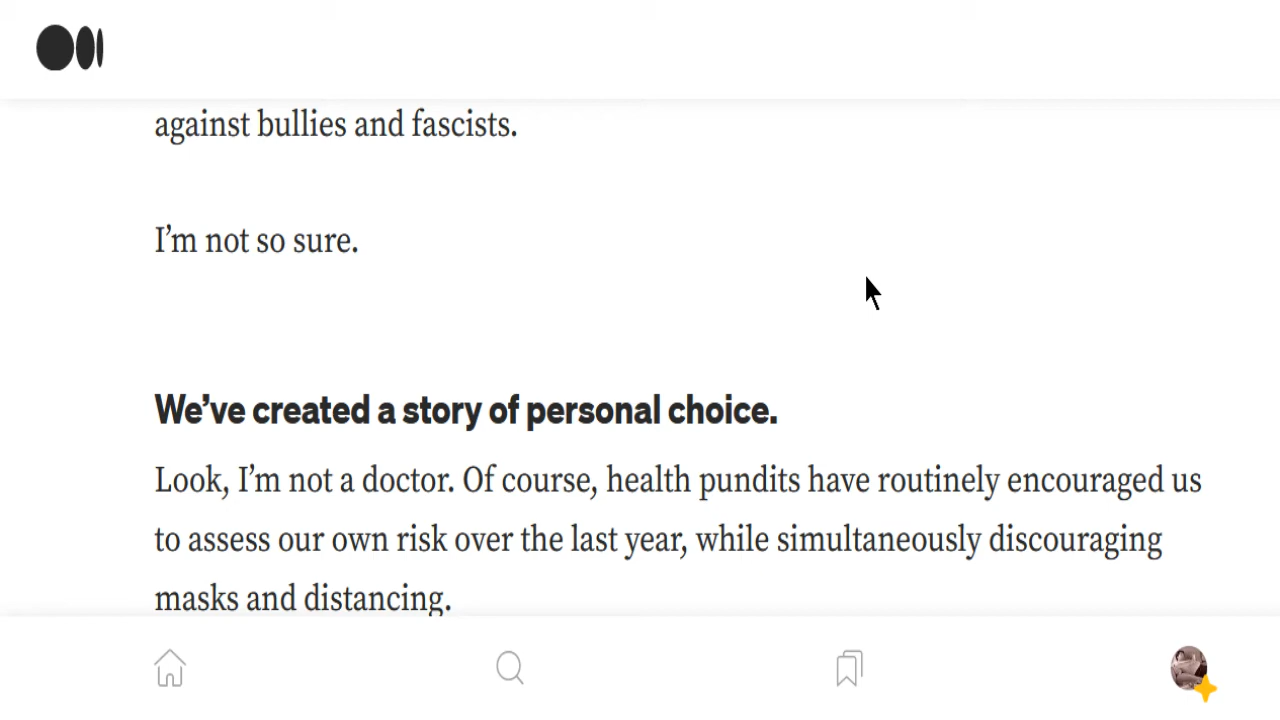 against bullies and fascists.
I’m not so sure.
We’ve created a story of personal choice.
Look, I’m not a doctor. Of course, health pundits have routinely encouraged us
to assess our own risk over the last year, while simultaneously discouraging
masks and distancing.